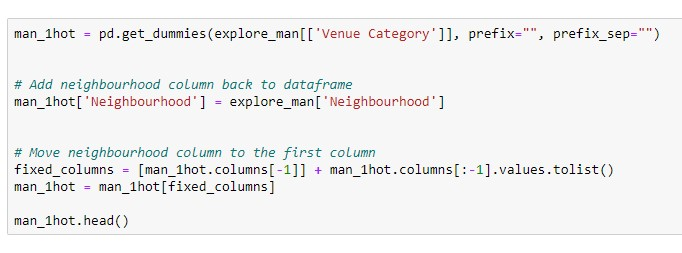 man_1hot = pd.get_dummies(explore_man[['Venue Category']], prefix="", prefix_sep="")
# Add neighbourhood column back to dataframe
man_1hot['Neighbourhood'] = explore_man['Neighbourhood']
# Move neighbourhood column to the first column
fixed_columns = [man_1hot.columns[-1]] + man_1hot.columns[:-1].values.tolist()
man_1hot = man_1hot[fixed_columns]
man_1hot.head()